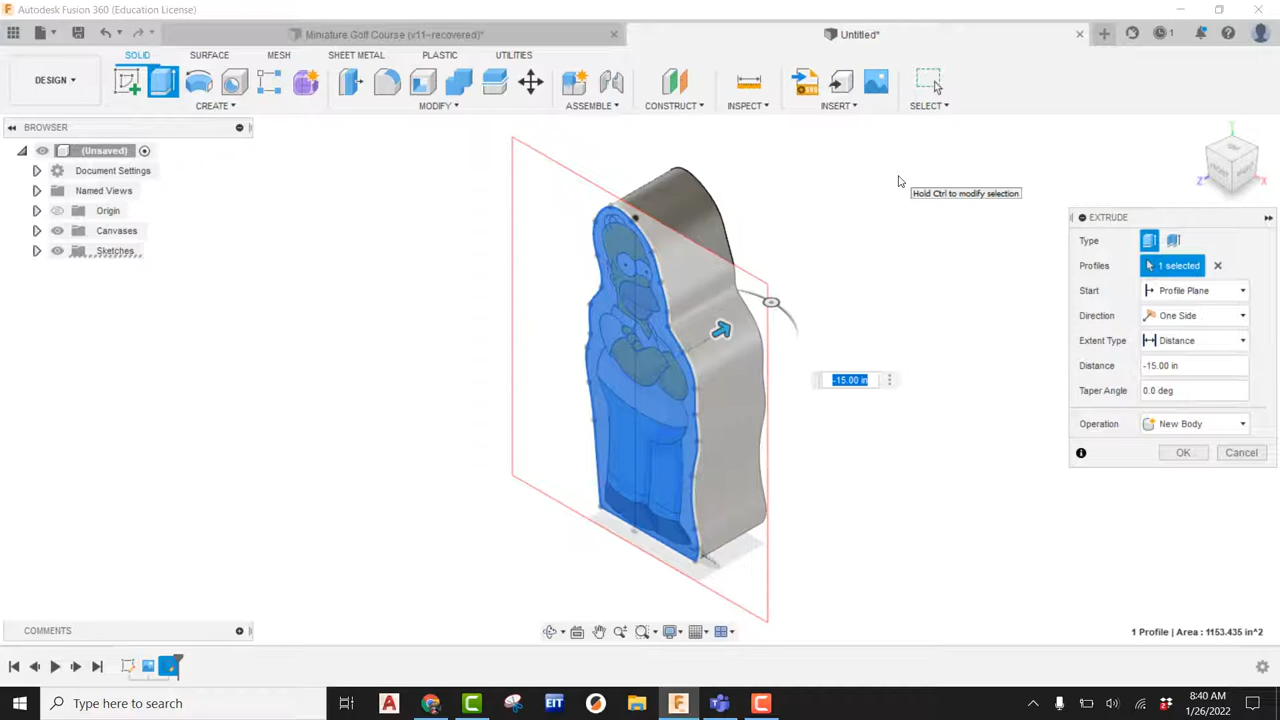 Autodesk Fusion 360 (Education License)
Miniature Golf Course (v11~recovered)*
Untitled*
1
SOLID SURFACE MESH SHEET METAL PLASTIC UTILITIES
DESIGN
CREATE MODIFY ASSEMBLE CONSTRUCT INSPECT INSERT SELECT
BROWSER
(Unsaved)
Document Settings
Named Views
Origin
Canvases
Sketches
Hold Ctrl to modify selection
Z
X
EXTRUDE
Type
Profiles 1 selected
Start Profile Plane
Direction One Side
Extent Type Distance
Distance -15.00 in
Taper Angle 0.0 deg
Operation New Body
OK Cancel
-15.00 in
COMMENTS
1 Profile | Area : 1153.435 in^2
Type here to search
EIT
8:40 AM
1/26/2022